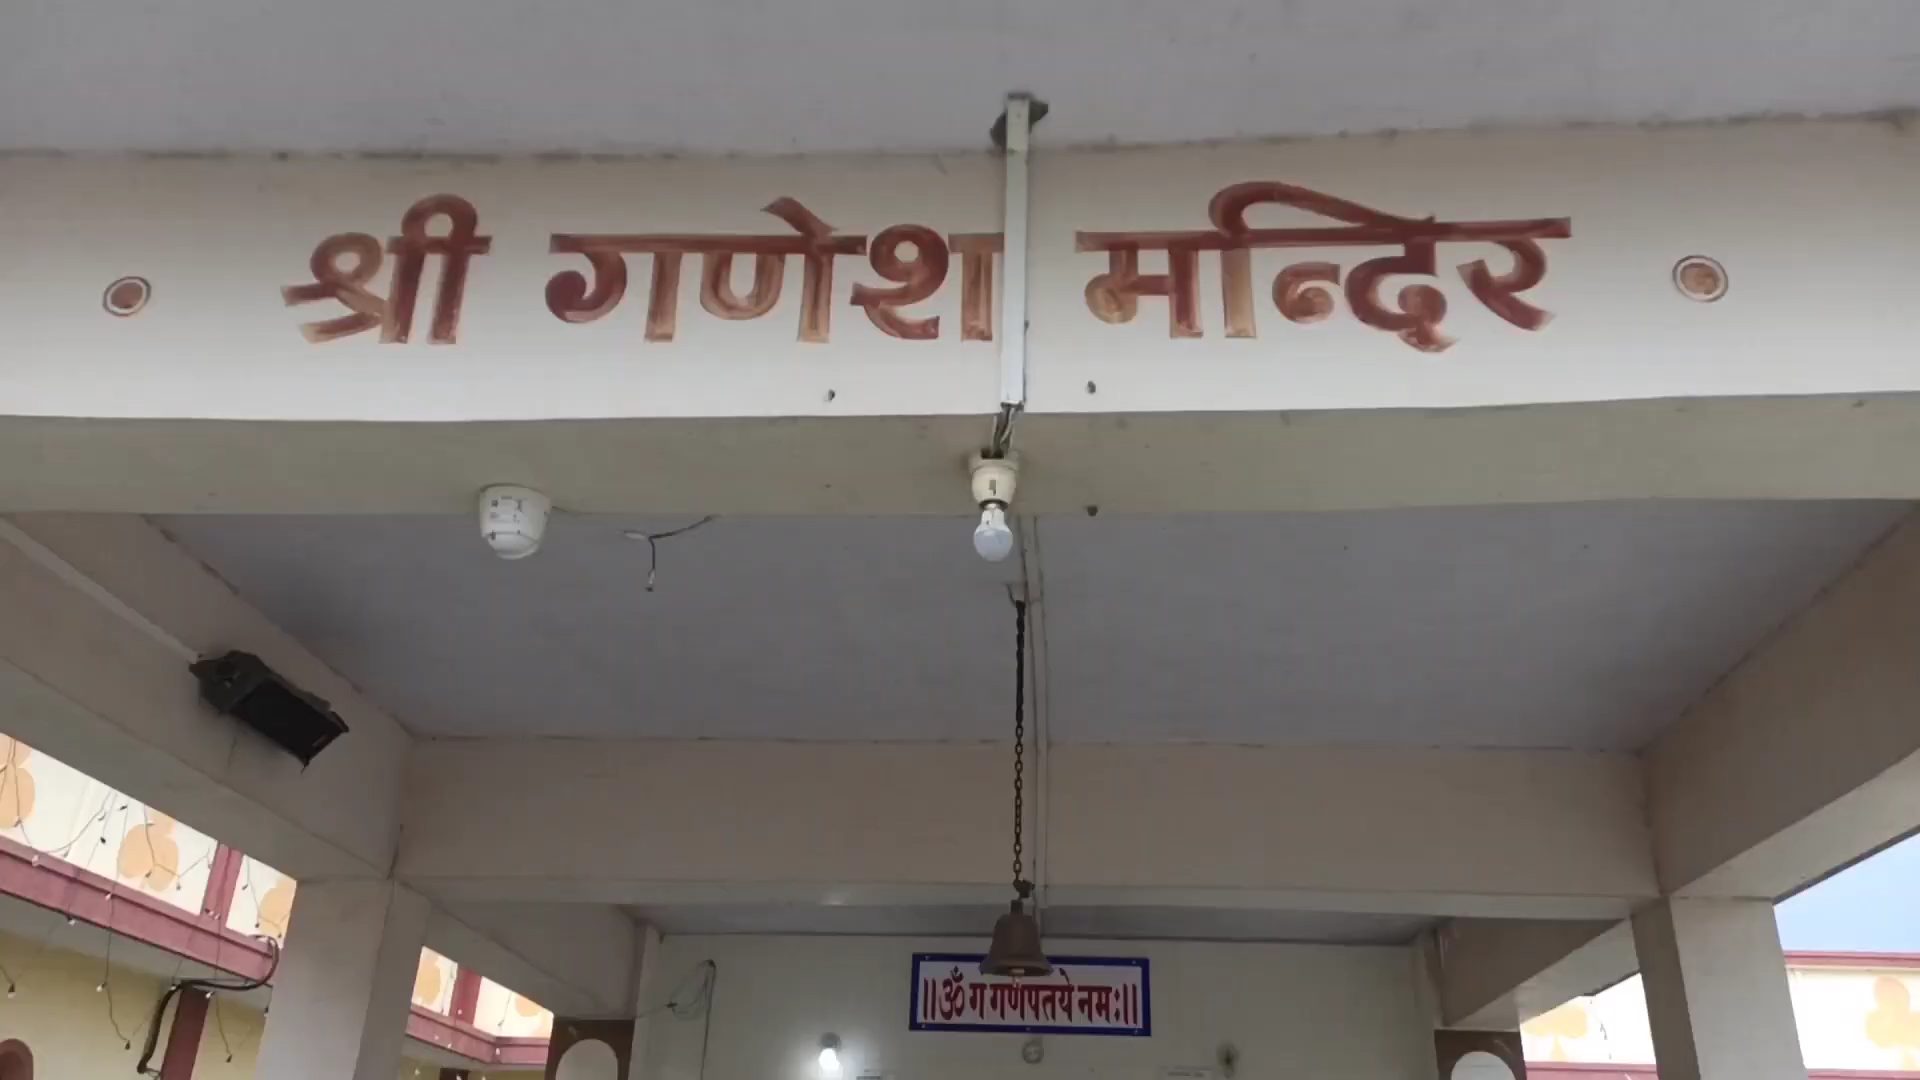 श्री गणेश मन्दिर
।।ॐ ग गणपतये नमः।।